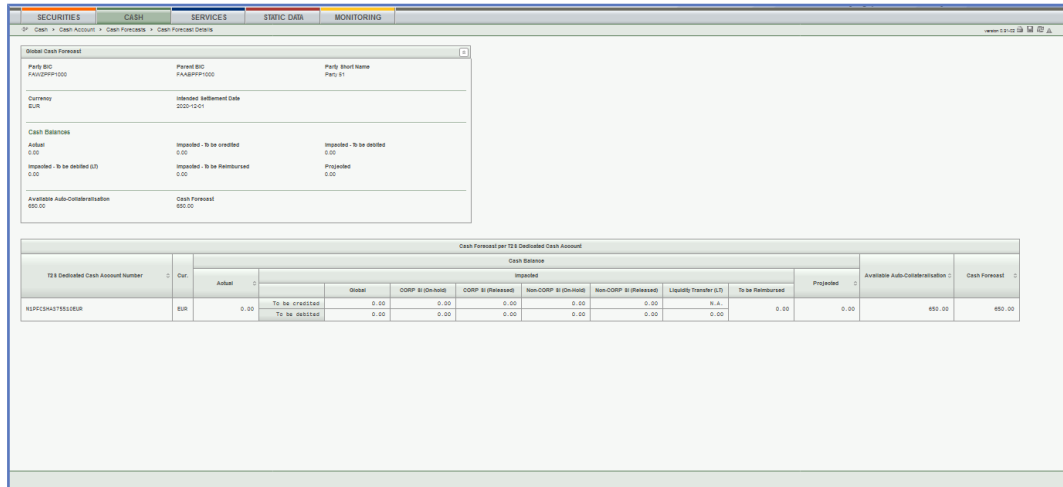 SECURITIES CASH SERVICES STATIC DATA MONITORING
Cash Cash Account Cash Forecasts Cash Forecast Details
Global Cash Forecast
Party BIC Parent BIC Party Short Name
FAWZPFP1000 FAABPFP1000 Party 51
Currency Intended Settlement Date
EUR 2020-12-01
Cash Balances
Actual Impacted - To be credited Impacted - To be debited
0.00 0.00 0.00
Impacted - To be debited (LT) Impacted - To be Reimbursed Projected
0.00 0.00 0.00
Available Auto-Collateralisation Cash Forecast
650.00 650.00
Cash Forecast per T2S Dedicated Cash Account
Cash Balance
T2S Dedicated Cash Account Number Cur. Actual Impacted Projected Available Auto-Collateralisation Cash Forecast
Global CORP SI (On-hold) CORP SI (Released) Non-CORP SI (On-Hold) Non-CORP SI (Released) Liquidity Transfer (LT) To be Reimbursed
To be credited 0.00 0.00 0.00 0.00 0.00 N.A.
EUR 0.00 0.00 0.00 650.00 650.00
To be debited 0.00 0.00 0.00 0.00 0.00 0.00